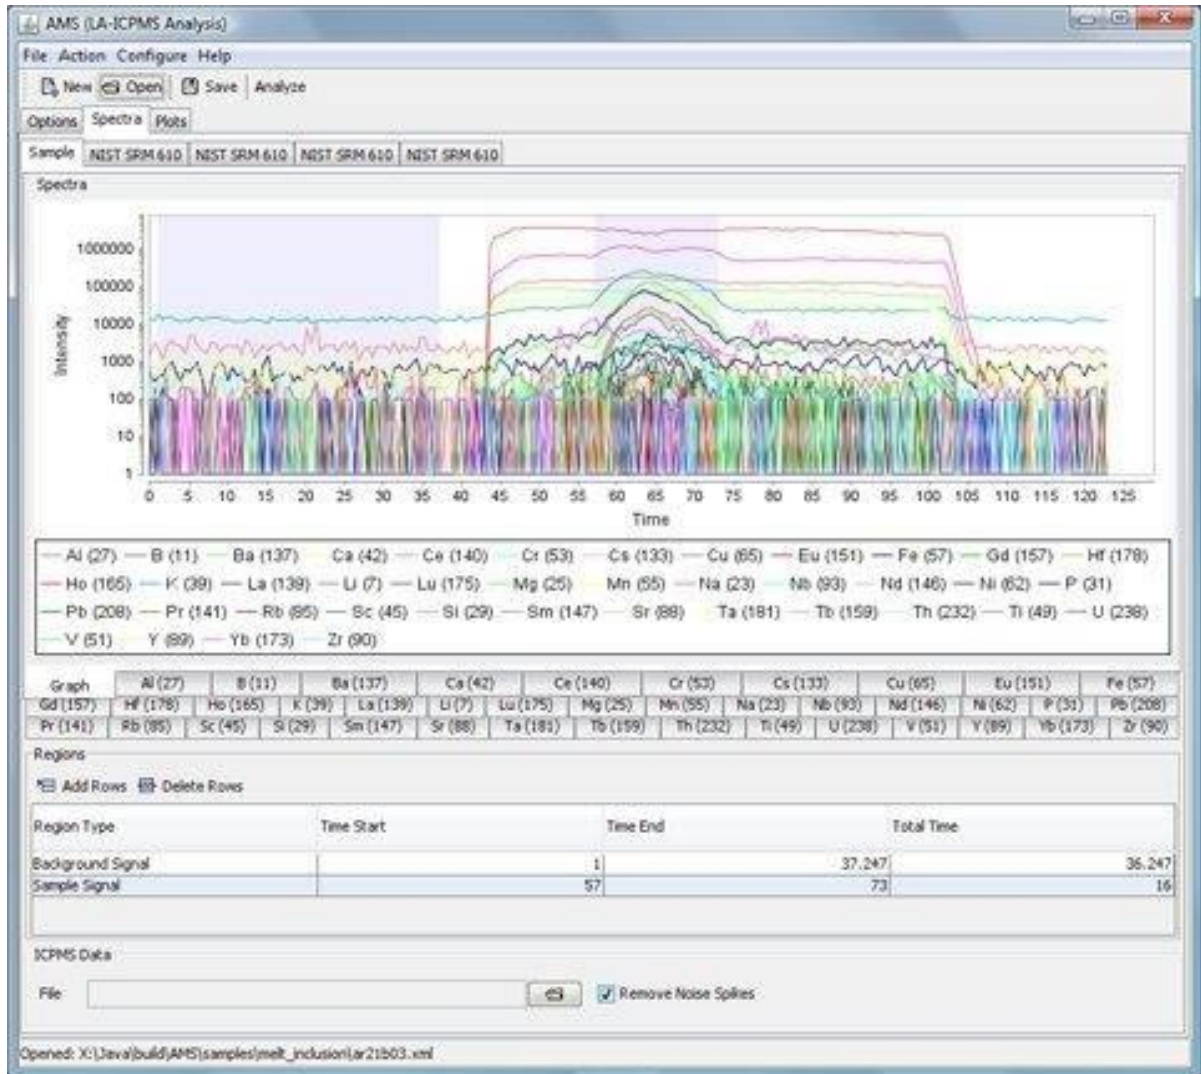 AMS (LA-ICPMS Analysis)
File Action Configure Help
New Open Save Analyze
Options Spectra Plots
Sample NIST SRM 610 NIST SRM 610 NIST SRM 610 NIST SRM 610
Spectra
1000000
100000
10000
1000
100
10
1
Intensity
0 5 10 15 20 25 30 35 40 45 50 55 60 65 70 75 80 85 90 95 100 105 110 115 120 125
Time
Al (27) B (11) Ba (137) Ca (42) Ce (140) Cr (53) Cs (133) Cu (65) Eu (151) Fe (57) Gd (157) Hf (178)
Ho (165) K (39) La (139) Li (7) Lu (175) Mg (25) Mn (55) Na (23) Nb (93) Nd (146) Ni (62) P (31)
Pb (208) Pr (141) Rb (85) Sc (45) Si (29) Sm (147) Sr (88) Ta (181) Tb (159) Th (232) Ti (49) U (238)
V (51) Y (89) Yb (173) Zr (90)
Graph Al (27) B (11) Ba (137) Ca (42) Ce (140) Cr (53) Cs (133) Cu (65) Eu (151) Fe (57)
Gd (157) Hf (178) Ho (165) K (39) La (139) Li (7) Lu (175) Mg (25) Mn (55) Na (23) Nb (93) Nd (146) Ni (62) P (31) Pb (208)
Pr (141) Rb (85) Sc (45) Si (29) Sm (147) Sr (88) Ta (181) Tb (159) Th (232) Ti (49) U (238) V (51) Y (89) Yb (173) Zr (90)
Regions
Add Rows Delete Rows
Region Type Time Start Time End Total Time
Background Signal 1 37.247 36.247
Sample Signal 57 73 16
ICPMS Data
File Remove Noise Spikes
Opened: X:\Java\build\AMS\samples\melt_inclusion\ar21b03.xml